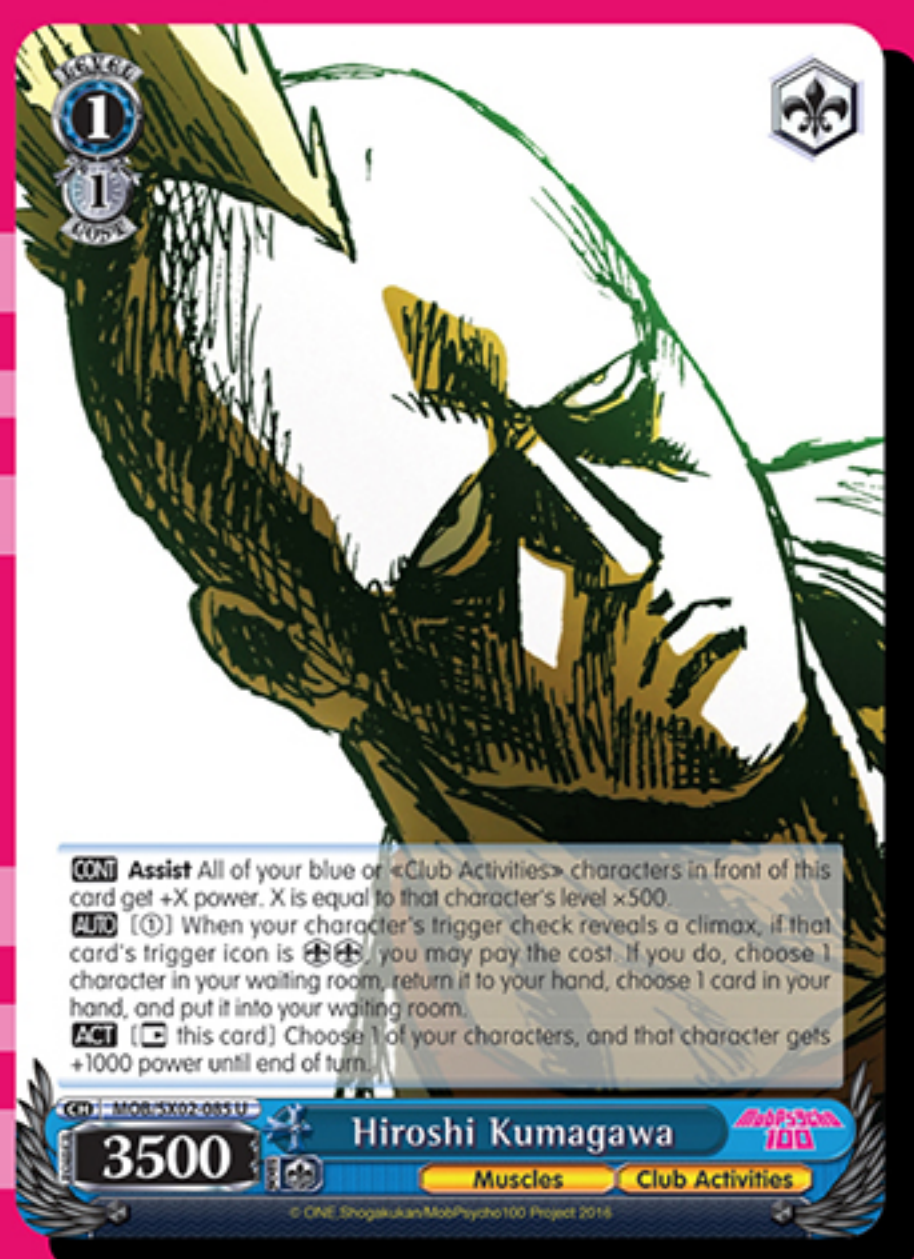 LEVEL
1
1
COST
CONT Assist All of your blue or «Club Activities» characters in front of this
card get +X power. X is equal to that character's level ×500.
AUTO [①] When your character's trigger check reveals a climax, if that
card's trigger icon is , you may pay the cost. If you do, choose 1
character in your waiting room, return it to your hand, choose 1 card in your
hand, and put it into your waiting room.
ACT [ this card] Choose 1 of your characters, and that character gets
+1000 power until end of turn.
CH MOB/SX02-085 U
POWER 3500
Hiroshi Kumagawa
MobPsycho
100
Muscles Club Activities
© ONE,Shogakukan/MobPsycho100 Project 2016